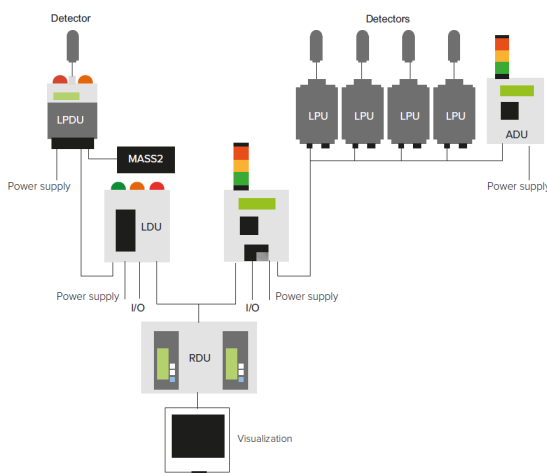 Detector
Detectors
LPDU
LPU
LPU
LPU
LPU
ADU
MASS2
Power supply
Power supply
LDU
Power supply
Power supply
I/O
I/O
RDU
Visualization